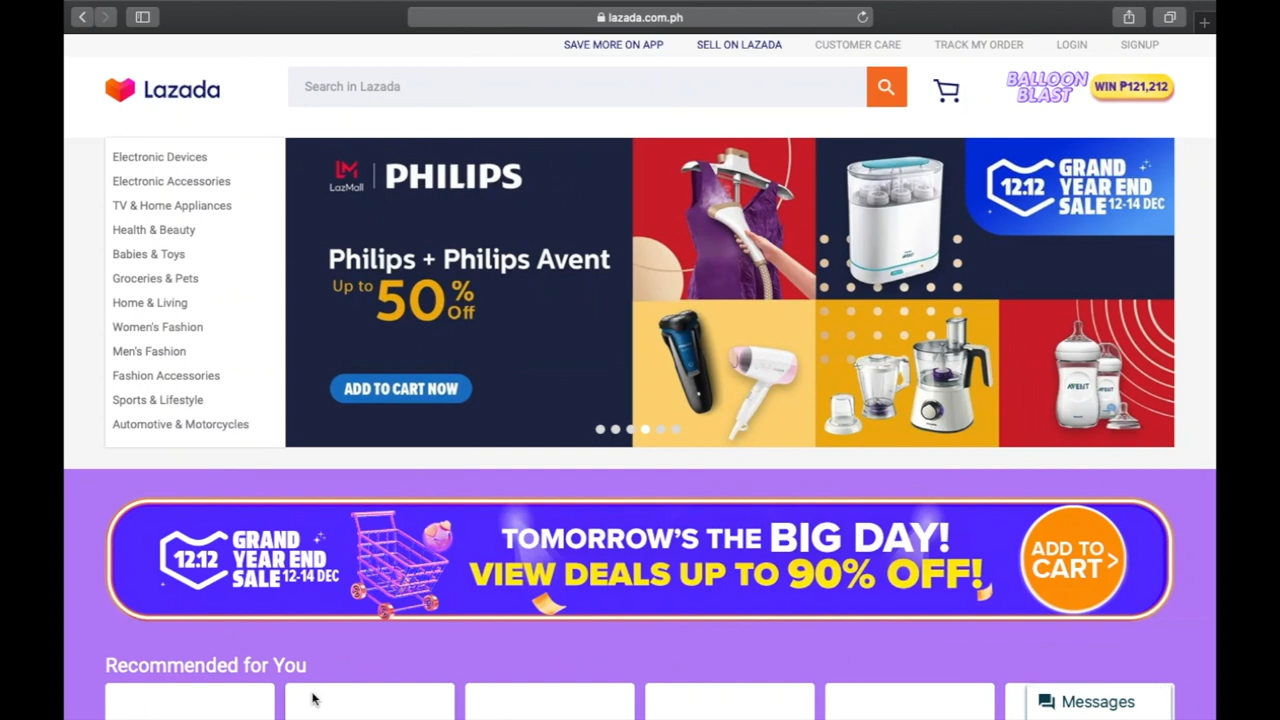 lazada.com.ph
SAVE MORE ON APP
SELL ON LAZADA
CUSTOMER CARE
TRACK MY ORDER
LOGIN
SIGNUP
Lazada
Search in Lazada
BALLOON
BLAST
WIN ₱121,212
Electronic Devices
Electronic Accessories
TV & Home Appliances
Health & Beauty
Babies & Toys
Groceries & Pets
Home & Living
Women's Fashion
Men's Fashion
Fashion Accessories
Sports & Lifestyle
Automotive & Motorcycles
LM
LazMall
PHILIPS
Philips + Philips Avent
Up to
50%
Off
ADD TO CART NOW
12.12
GRAND
YEAR END
SALE 12-14 DEC
AVENT
12.12
GRAND
YEAR END
SALE 12-14 DEC
TOMORROW'S THE BIG DAY!
VIEW DEALS UP TO 90% OFF!
ADD TO
CART >
Recommended for You
Messages